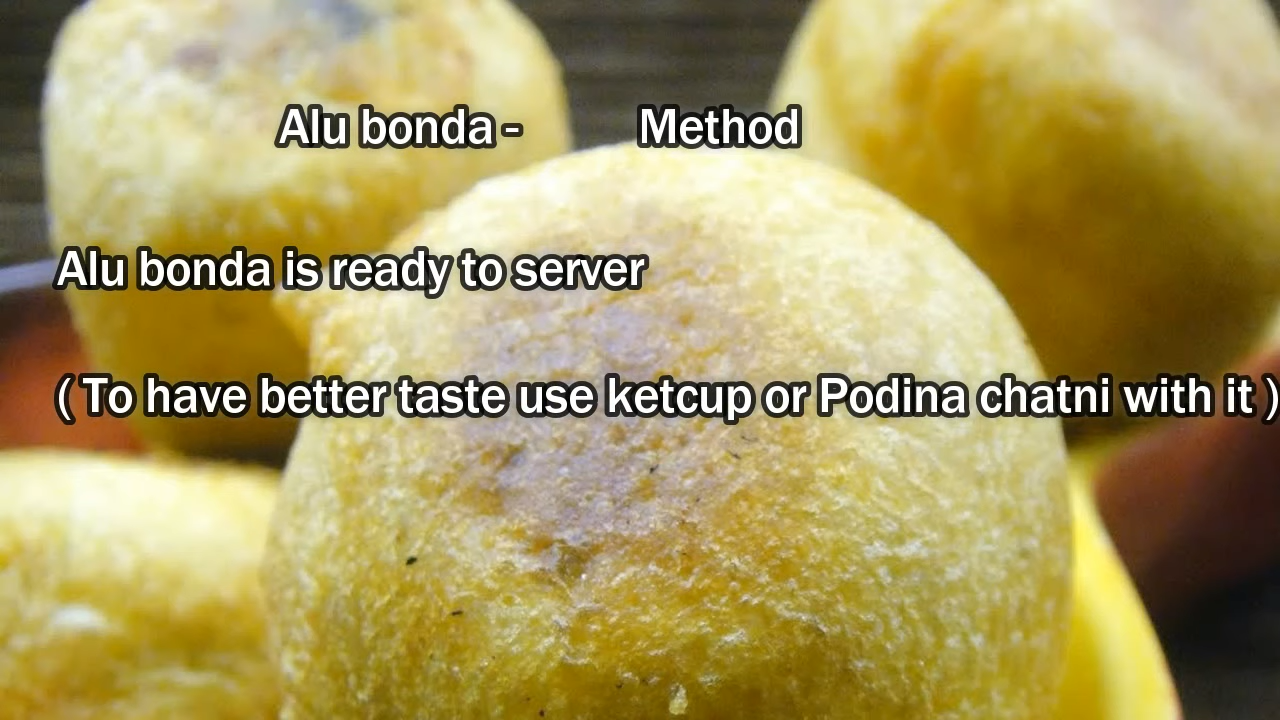 Alu bonda - Method
Alu bonda is ready to server
( To have better taste use ketcup or Podina chatni with it )